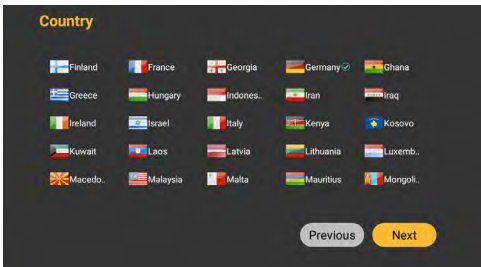 Country
Finland France Georgia Germany Ghana
Greece Hungary Indones.. Iran Iraq
Ireland Israel Italy Kenya Kosovo
Kuwait Laos Latvia Lithuania Luxemb..
Macedo.. Malaysia Malta Mauritius Mongoli..
Previous Next